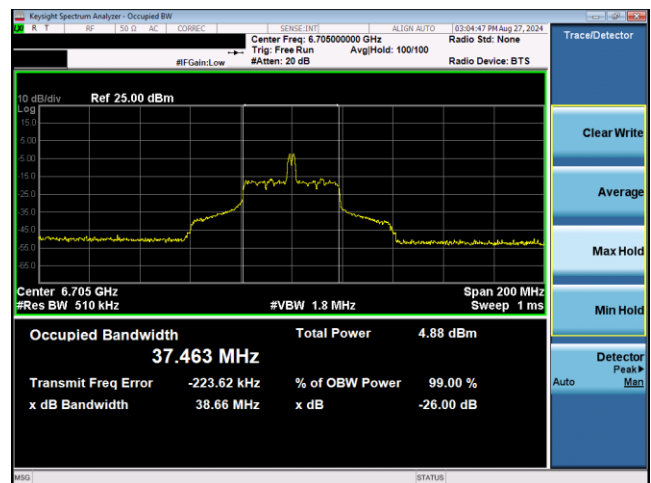 Keysight Spectrum Analyzer - Occupied BW
R T RF 50 Ω AC CORREC SENSE:INT ALIGN AUTO 03:04:47 PM Aug 27, 2024
Center Freq: 6.705000000 GHz Radio Std: None
Trig: Free Run Avg|Hold: 100/100
#IFGain:Low #Atten: 20 dB Radio Device: BTS
Trace/Detector
10 dB/div Ref 25.00 dBm
Log
15.0
5.00
-5.00
-15.0
-25.0
-35.0
-45.0
-55.0
-65.0
Center 6.705 GHz Span 200 MHz
#Res BW 510 kHz #VBW 1.8 MHz Sweep 1 ms
Occupied Bandwidth Total Power 4.88 dBm
37.463 MHz
Transmit Freq Error -223.62 kHz % of OBW Power 99.00 %
x dB Bandwidth 38.66 MHz x dB -26.00 dB
Clear Write
Average
Max Hold
Min Hold
Detector
Peak▶
Auto Man
MSG STATUS